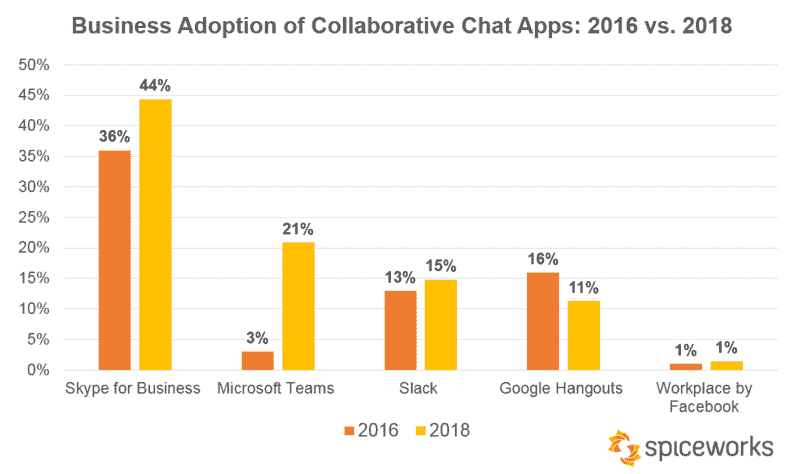 Business Adoption of Collaborative Chat Apps: 2016 vs. 2018
50%
45%
40%
35%
30%
25%
20%
15%
10%
5%
0%
36%
44%
3%
21%
13%
15%
16%
11%
1%
1%
Skype for Business
Microsoft Teams
Slack
Google Hangouts
Workplace by
Facebook
2016
2018
spiceworks